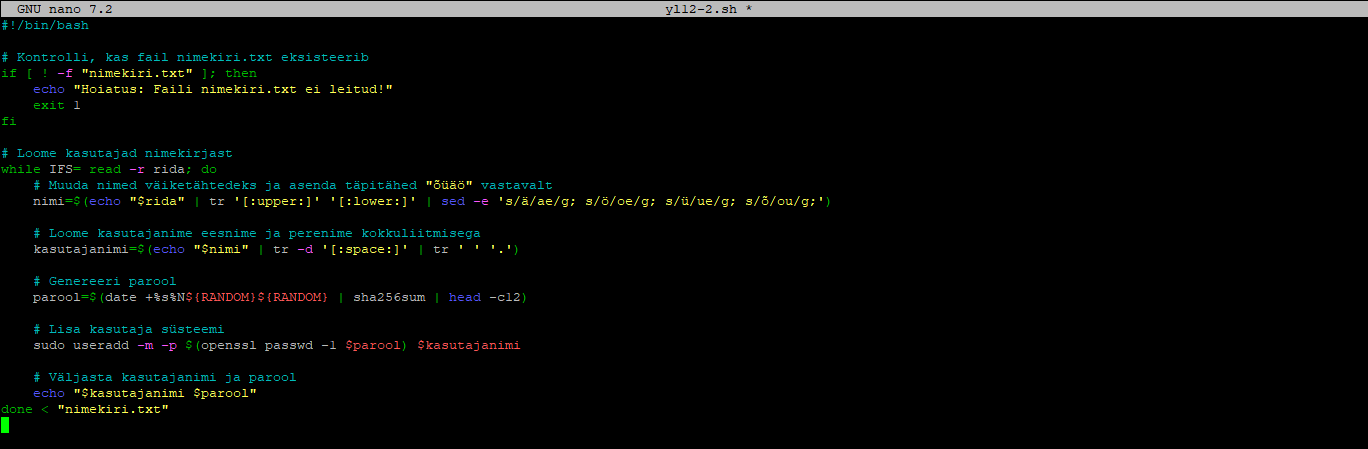 GNU nano 7.2 yl12-2.sh *
#!/bin/bash
# Kontrolli, kas fail nimekiri.txt eksisteerib
if [ ! -f "nimekiri.txt" ]; then
    echo "Hoiatus: Faili nimekiri.txt ei leitud!"
    exit 1
fi
# Loome kasutajad nimekirjast
while IFS= read -r rida; do
    # Muuda nimed väiketähtedeks ja asenda täpitähed "õüäö" vastavalt
    nimi=$(echo "$rida" | tr '[:upper:]' '[:lower:]' | sed -e 's/ä/ae/g; s/ö/oe/g; s/ü/ue/g; s/õ/ou/g;')
    # Loome kasutajanime eesnime ja perenime kokkuliitmisega
    kasutajanimi=$(echo "$nimi" | tr -d '[:space:]' | tr ' ' '.')
    # Genereeri parool
    parool=$(date +%s%N${RANDOM}${RANDOM} | sha256sum | head -c12)
    # Lisa kasutaja süsteemi
    sudo useradd -m -p $(openssl passwd -1 $parool) $kasutajanimi
    # Väljasta kasutajanimi ja parool
    echo "$kasutajanimi $parool"
done < "nimekiri.txt"